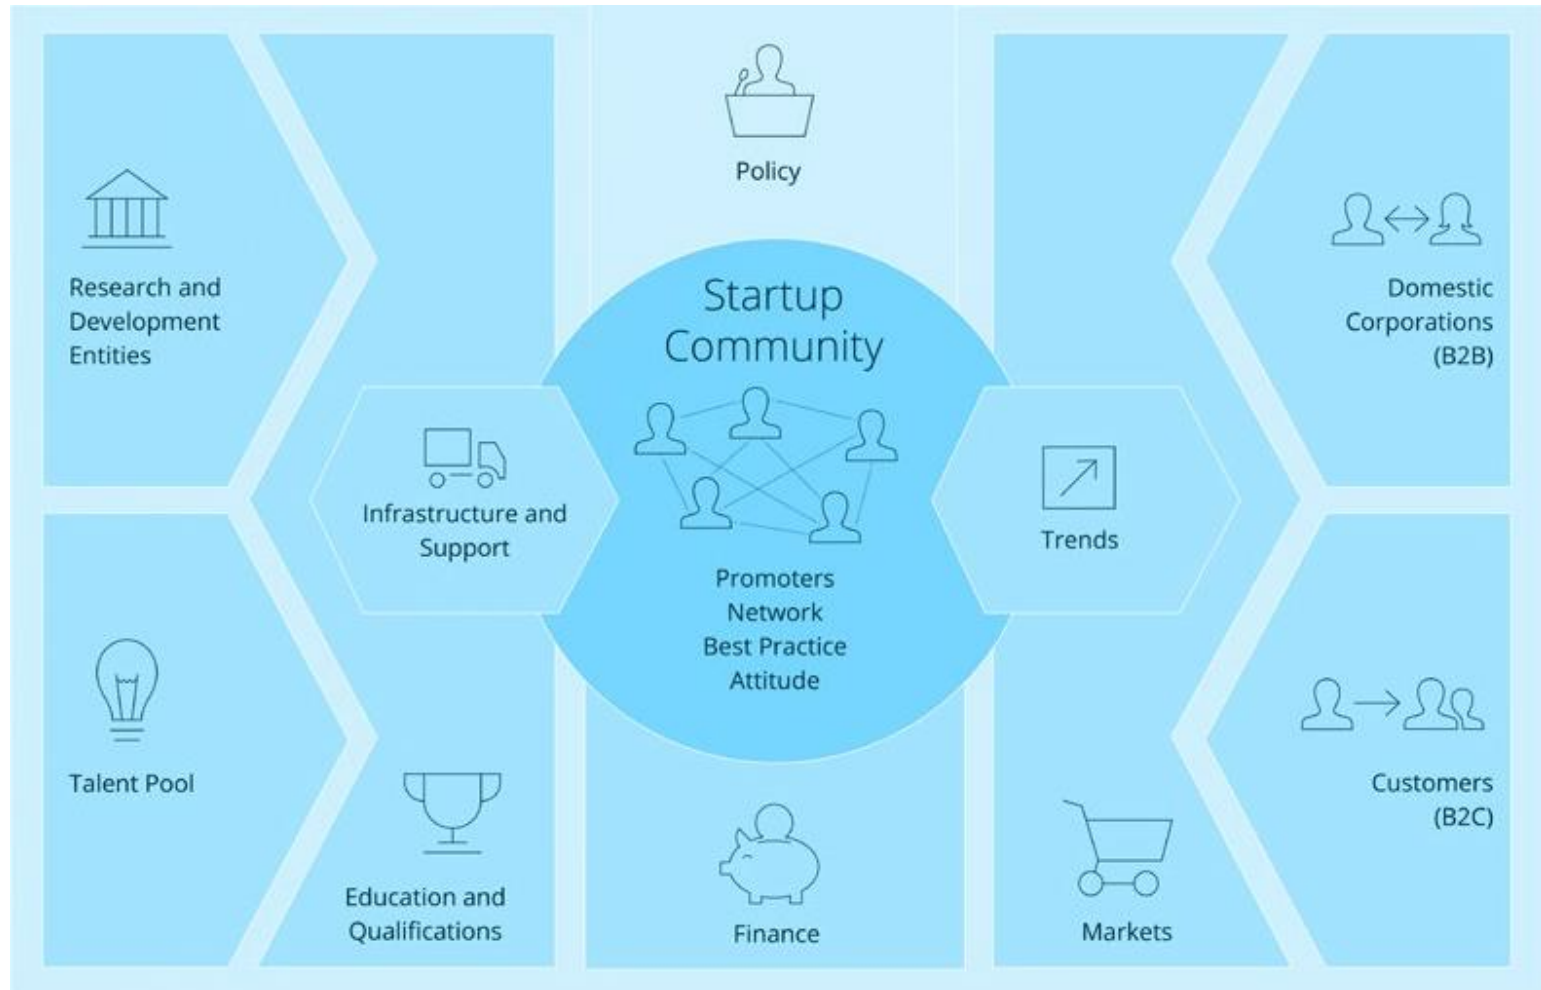 Policy
Research and
Development
Entities
Startup
Community
Domestic
Corporations
(B2B)
Infrastructure and
Support
Trends
Promoters
Network
Best Practice
Attitude
Talent Pool
Customers
(B2C)
Education and
Qualifications
Finance
Markets